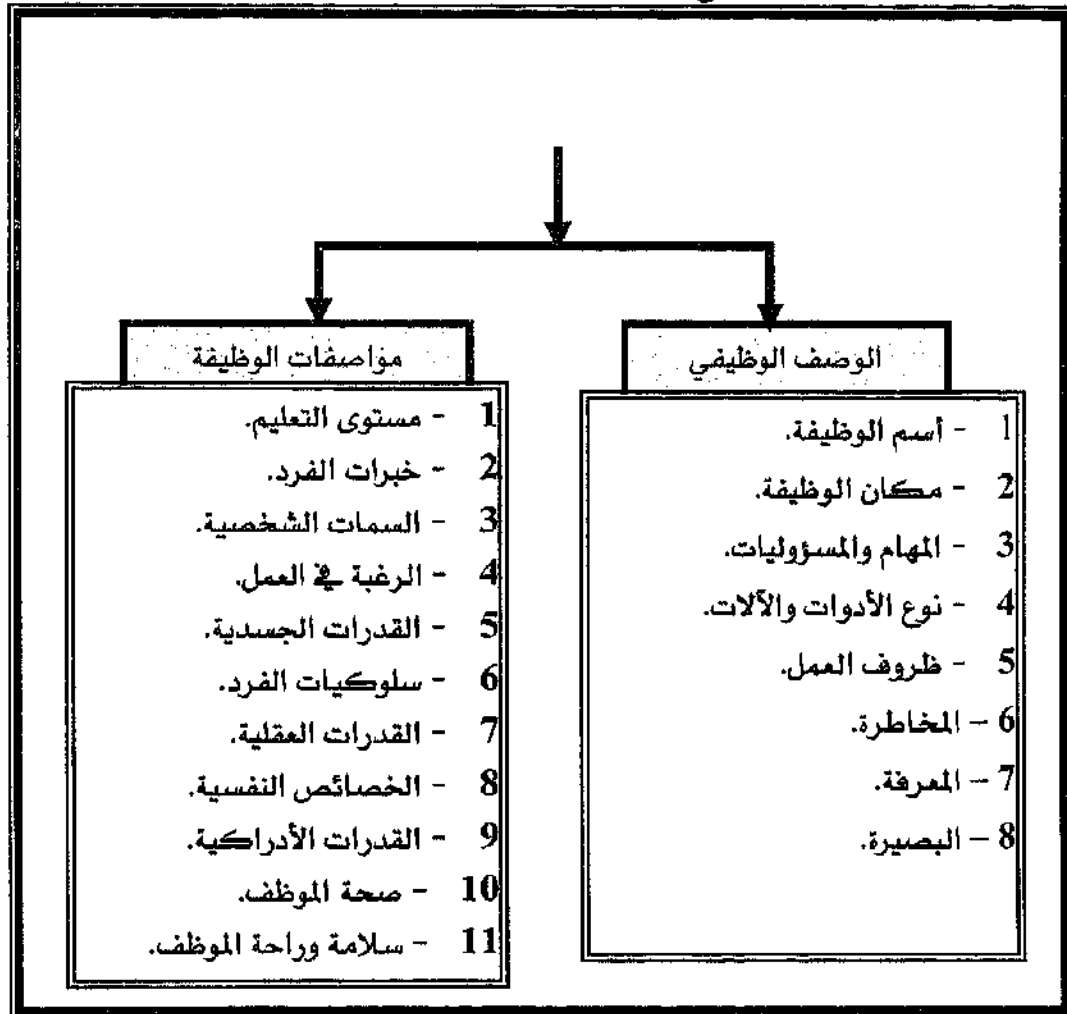 الوصف الوظيفي
1 - أسم الوظيفة.
2 - مكان الوظيفة.
3 - المهام والمسؤوليات.
4 - نوع الأدوات والآلات.
5 - ظروف العمل.
6 – المخاطرة.
7 – المعرفة.
8 – البصيرة.
مواصفات الوظيفة
1 - مستوى التعليم.
2 - خبرات الفرد.
3 - السمات الشخصية.
4 - الرغبة في العمل.
5 - القدرات الجسدية.
6 - سلوكيات الفرد.
7 - القدرات العقلية.
8 - الخصائص النفسية.
9 - القدرات الأدراكية.
10 - صحة الموظف.
11 - سلامة وراحة الموظف.